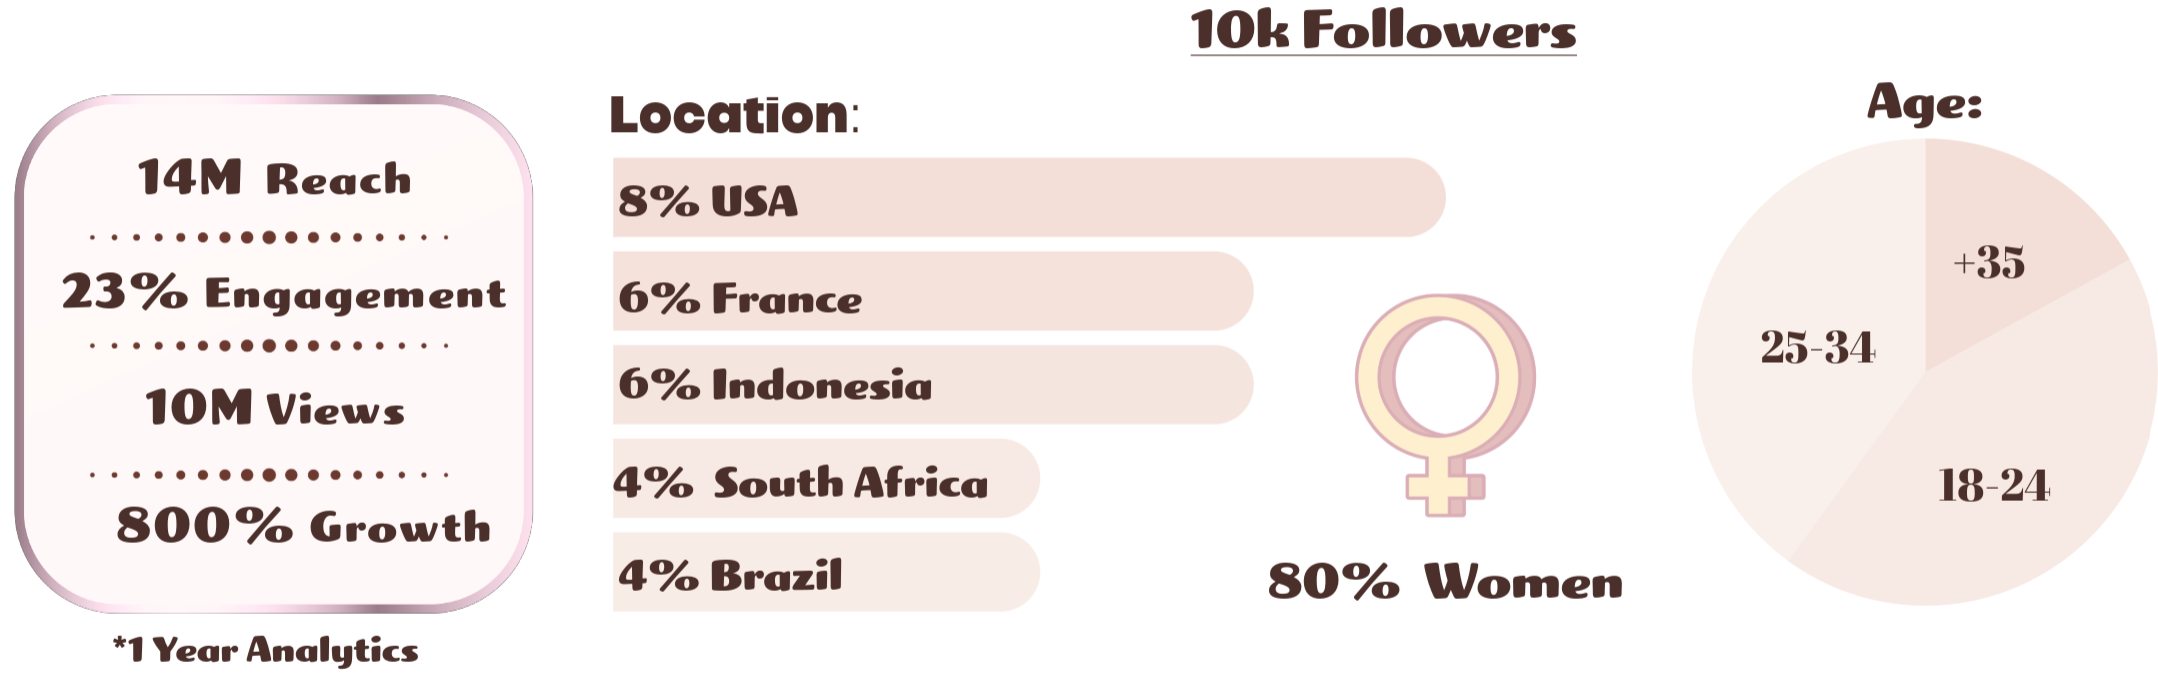 10k Followers
14M Reach
23% Engagement
10M Views
800% Growth
*1 Year Analytics
Location:
8% USA
6% France
6% Indonesia
4% South Africa
4% Brazil
80% Women
Age:
+35
25-34
18-24